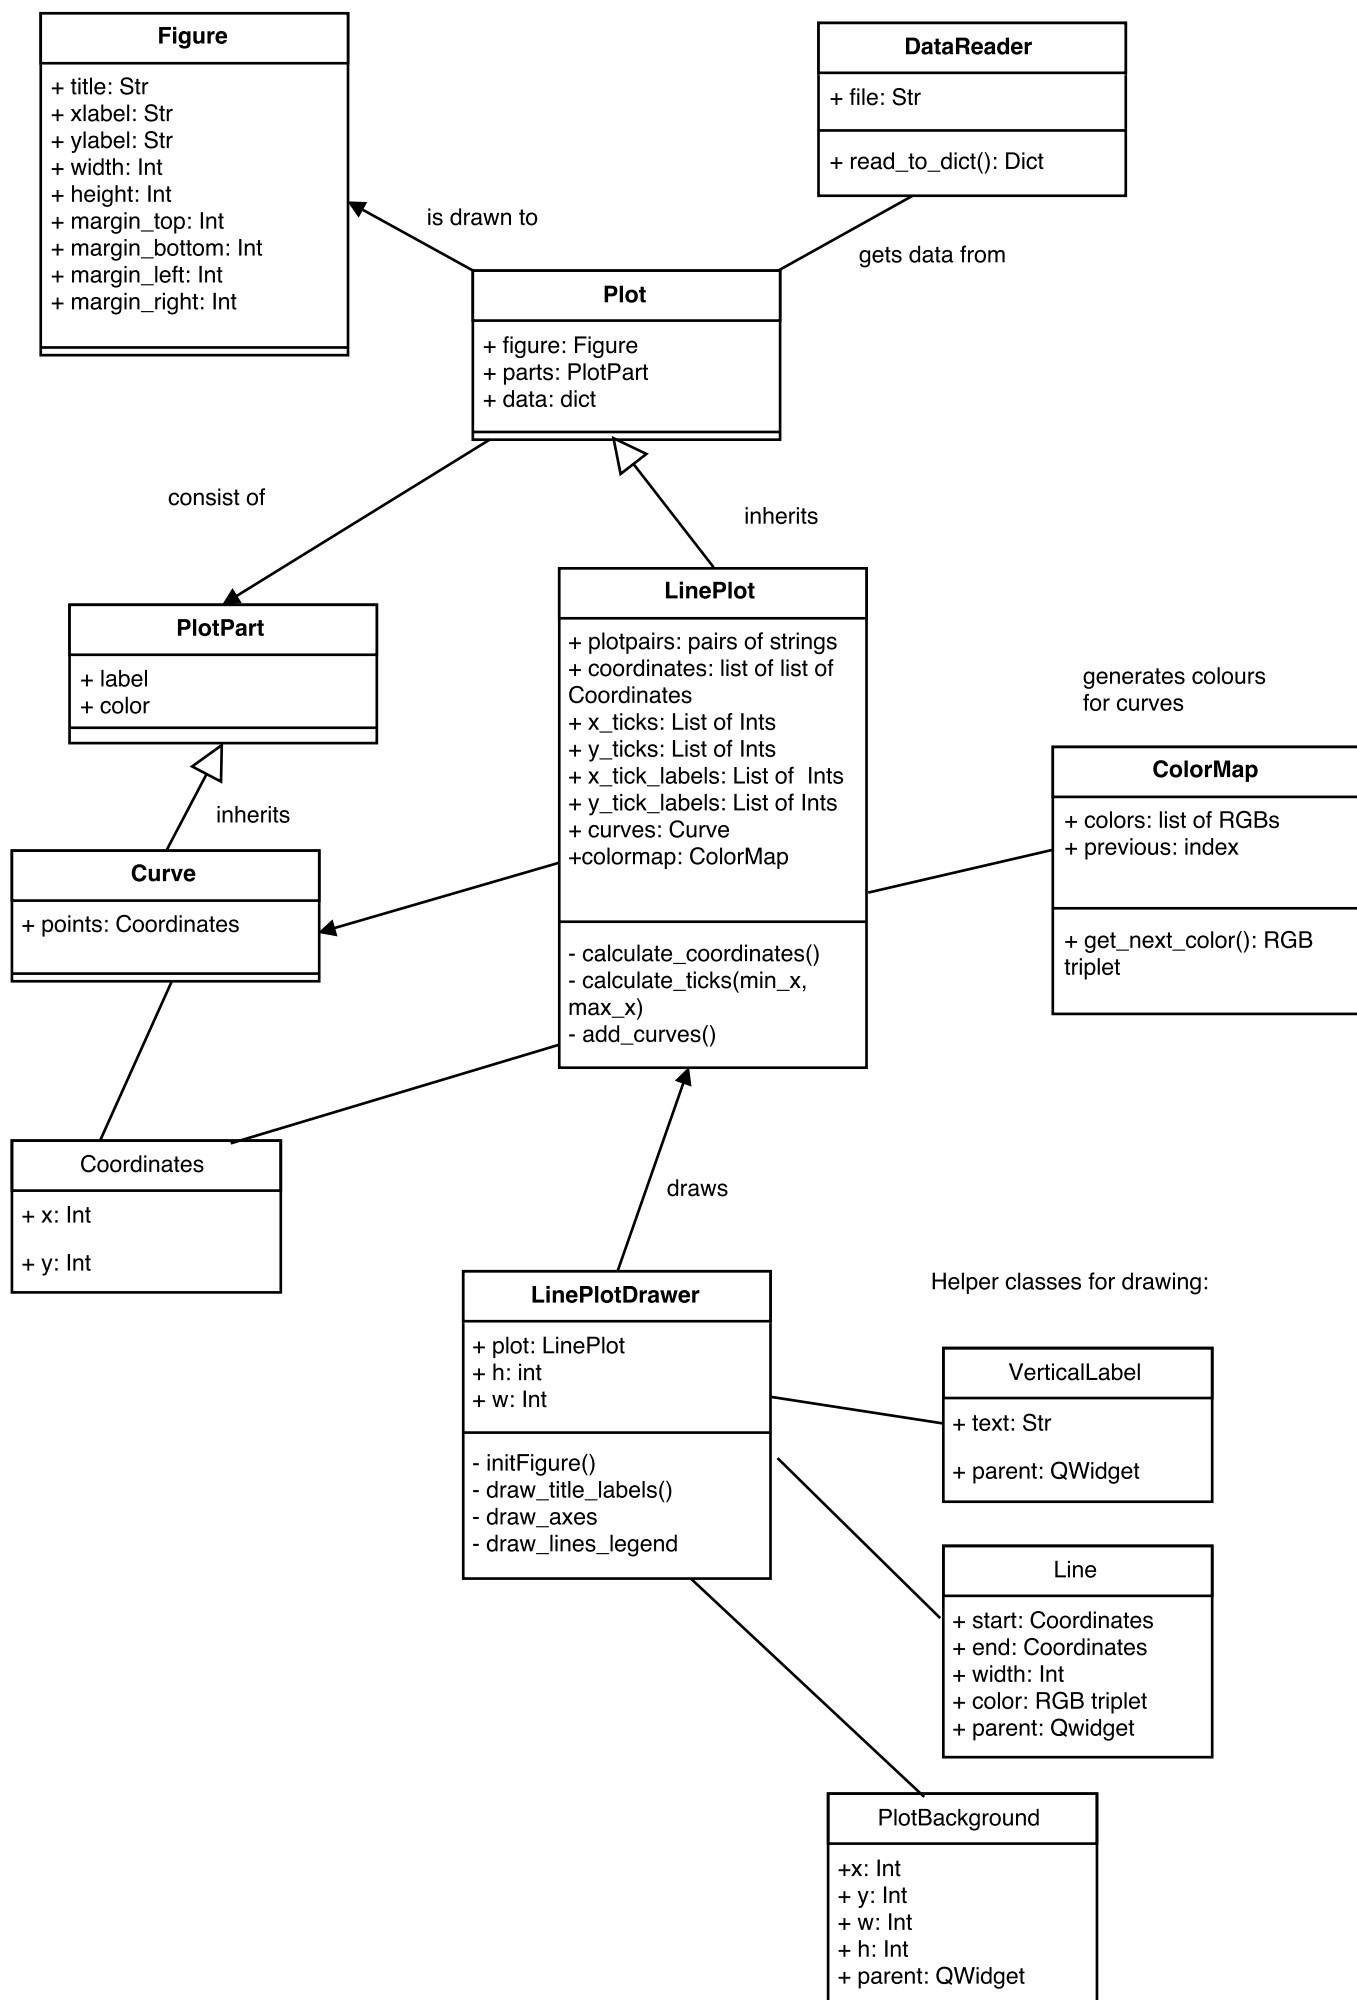 Figure
+ title: Str
+ xlabel: Str
+ ylabel: Str
+ width: Int
+ height: Int
+ margin_top: Int
+ margin_bottom: Int
+ margin_left: Int
+ margin_right: Int
DataReader
+ file: Str
+ read_to_dict(): Dict
is drawn to
gets data from
Plot
+ figure: Figure
+ parts: PlotPart
+ data: dict
consist of
inherits
PlotPart
+ label
+ color
inherits
LinePlot
+ plotpairs: pairs of strings
+ coordinates: list of list of
Coordinates
+ x_ticks: List of Ints
+ y_ticks: List of Ints
+ x_tick_labels: List of  Ints
+ y_tick_labels: List of Ints
+ curves: Curve
+colormap: ColorMap
- calculate_coordinates()
- calculate_ticks(min_x,
max_x)
- add_curves()
generates colours
for curves
ColorMap
+ colors: list of RGBs
+ previous: index
+ get_next_color(): RGB
triplet
Curve
+ points: Coordinates
Coordinates
+ x: Int
+ y: Int
draws
LinePlotDrawer
+ plot: LinePlot
+ h: int
+ w: Int
- initFigure()
- draw_title_labels()
- draw_axes
- draw_lines_legend
Helper classes for drawing:
VerticalLabel
+ text: Str
+ parent: QWidget
Line
+ start: Coordinates
+ end: Coordinates
+ width: Int
+ color: RGB triplet
+ parent: Qwidget
PlotBackground
+x: Int
+ y: Int
+ w: Int
+ h: Int
+ parent: QWidget